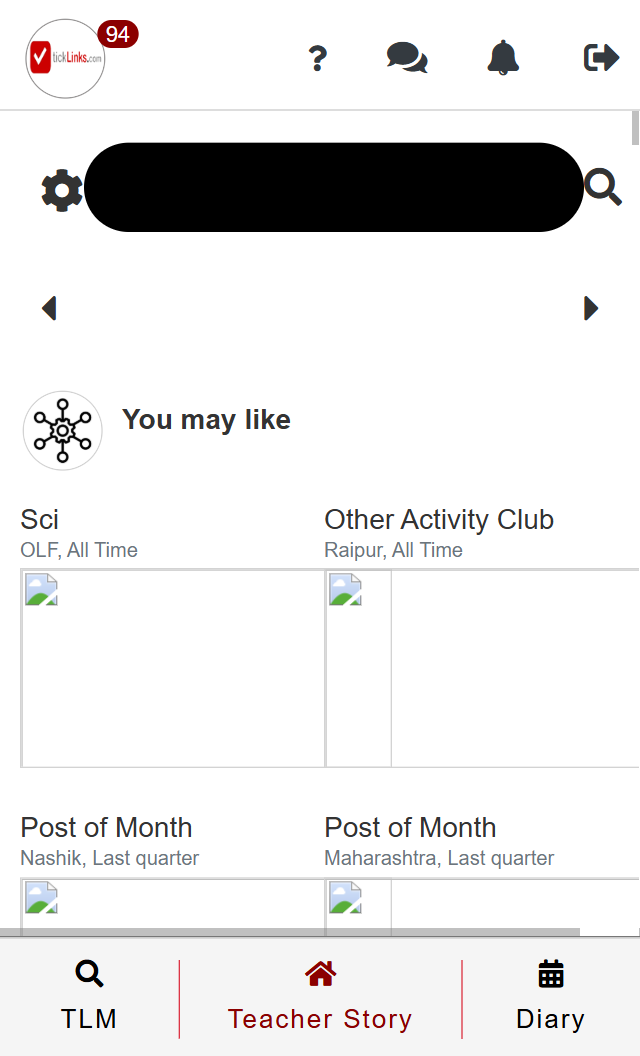 94
tickLinks.com
?
You may like
Sci
OLF, All Time
Other Activity Club
Raipur, All Time
Post of Month
Nashik, Last quarter
Post of Month
Maharashtra, Last quarter
TLM
Teacher Story
Diary